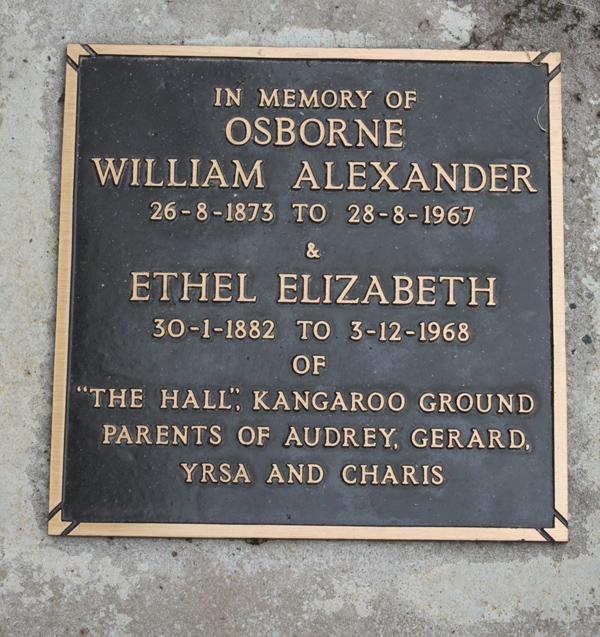 IN MEMORY OF
OSBORNE
WILLIAM ALEXANDER
26-8-1873 TO 28-8-1967
&
ETHEL ELIZABETH
30-1-1882 TO 3-12-1968
OF
“THE HALL”, KANGAROO GROUND
PARENTS OF AUDREY, GERARD,
YRSA AND CHARIS